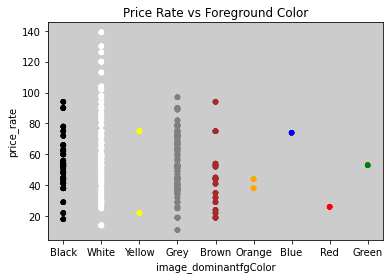 Price Rate vs Foreground Color
140
120
100
80
60
40
20
price_rate
Black White Yellow Grey Brown Orange Blue Red Green
image_dominantfgColor